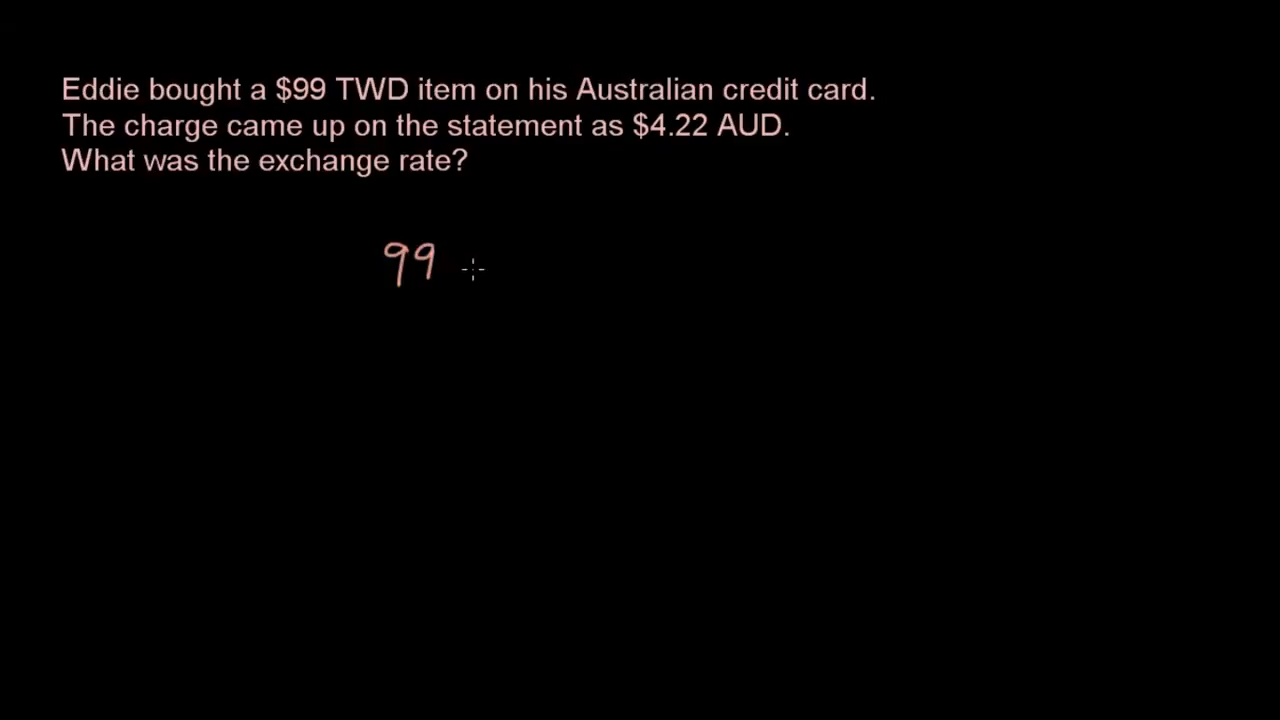 Eddie bought a $99 TWD item on his Australian credit card.
The charge came up on the statement as $4.22 AUD.
What was the exchange rate?
99